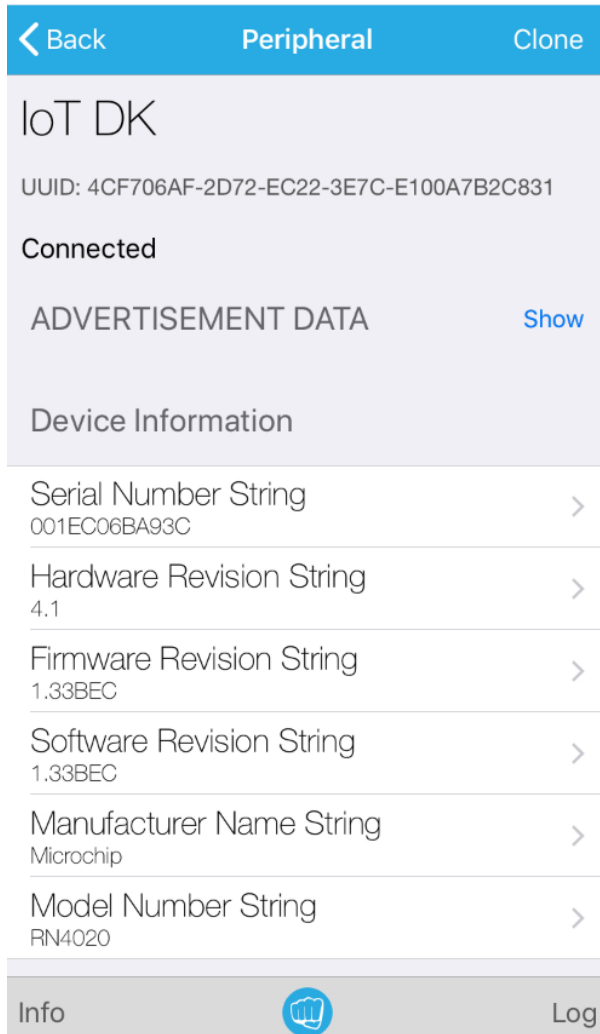 Back Peripheral Clone
IoT DK
UUID: 4CF706AF-2D72-EC22-3E7C-E100A7B2C831
Connected
ADVERTISEMENT DATA Show
Device Information
Serial Number String
001EC06BA93C
Hardware Revision String
4.1
Firmware Revision String
1.33BEC
Software Revision String
1.33BEC
Manufacturer Name String
Microchip
Model Number String
RN4020
Info Log